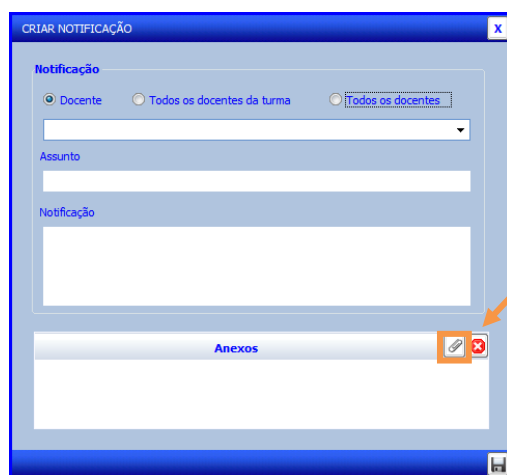 CRIAR NOTIFICAÇÃO X
Notificação
Docente Todos os docentes da turma Todos os docentes
Assunto
Notificação
Anexos